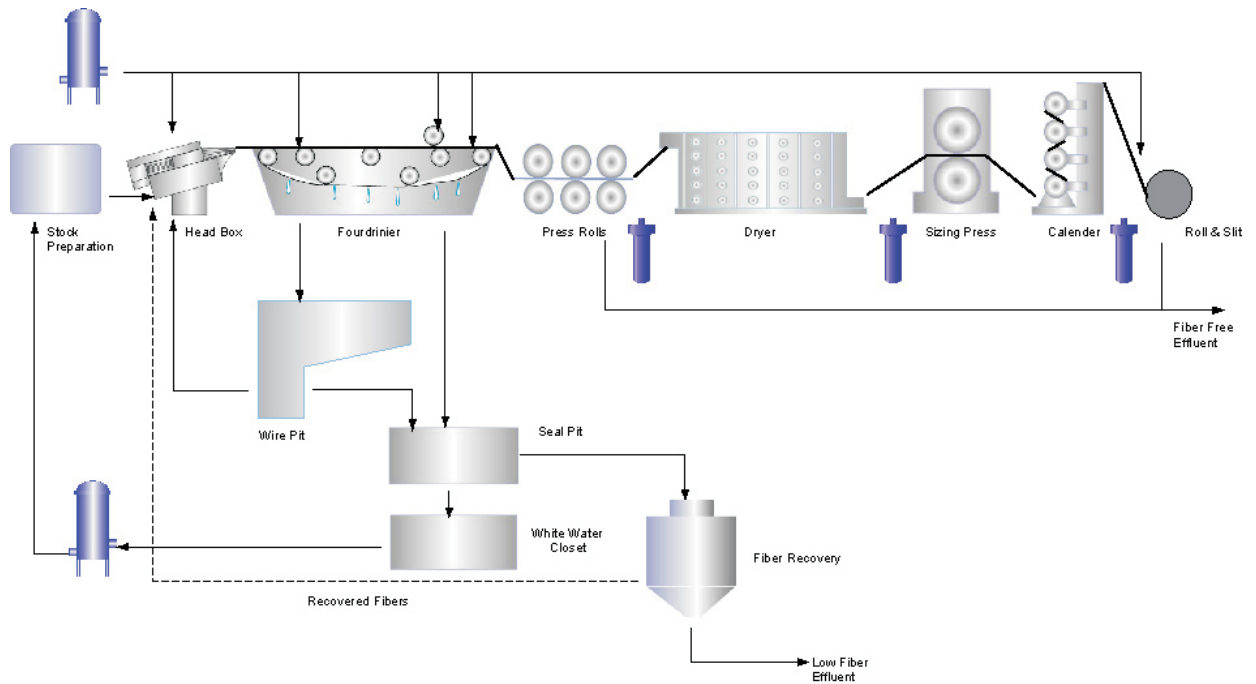 Stock
Preparation
Head Box
Fourdrinier
Press Rolls
Dryer
Sizing Press
Calender
Roll & Slit
Fiber Free
Effluent
Wire Pit
Seal Pit
White Water
Closet
Fiber Recovery
Recovered Fibers
Low Fiber
Effluent